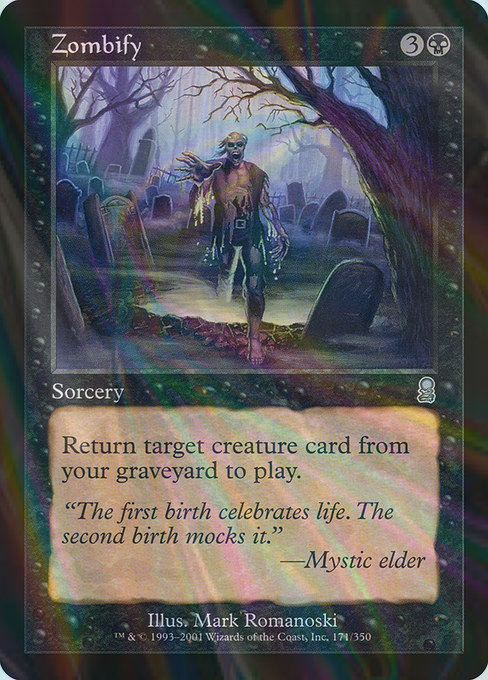 Zombify
3
Sorcery
Return target creature card from
your graveyard to play.
“The first birth celebrates life. The
second birth mocks it.”
—Mystic elder
Illus. Mark Romanoski
™ & © 1993–2001 Wizards of the Coast, Inc. 171/350